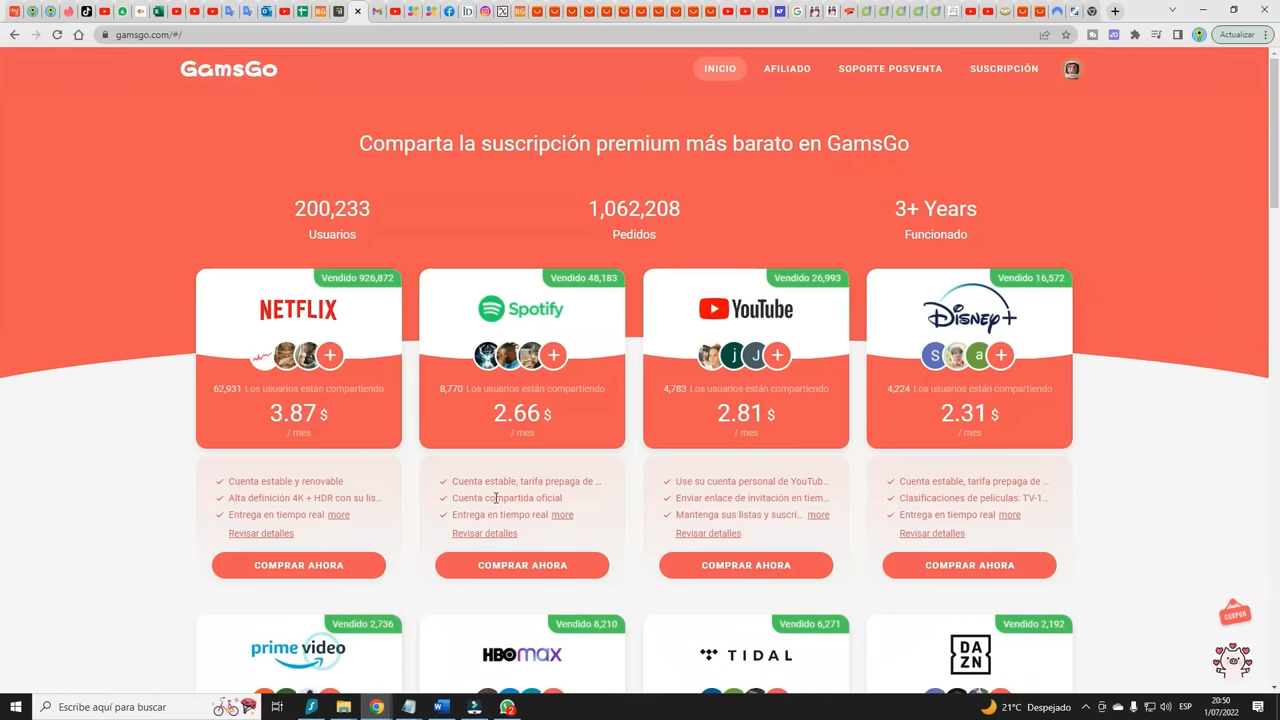 gamsgo.com/#/
Actualizar
GamsGo
INICIO
AFILIADO
SOPORTE POSVENTA
SUSCRIPCIÓN
Comparta la suscripción premium más barato en GamsGo
200,233
1,062,208
3+ Years
Usuarios
Pedidos
Funcionado
Vendido 926,872
NETFLIX
62,931 Los usuarios están compartiendo
3.87 $
/ mes
Cuenta estable y renovable
Alta definición 4K + HDR con su lis...
Entrega en tiempo real more
Revisar detalles
COMPRAR AHORA
Vendido 48,183
Spotify
8,770 Los usuarios están compartiendo
2.66 $
/ mes
Cuenta estable, tarifa prepaga de ...
Cuenta compartida oficial
Entrega en tiempo real more
Revisar detalles
COMPRAR AHORA
Vendido 26,993
YouTube
j J
4,783 Los usuarios están compartiendo
2.81 $
/ mes
Use su cuenta personal de YouTub...
Enviar enlace de invitación en tiem...
Mantenga sus listas y suscri... more
Revisar detalles
COMPRAR AHORA
Vendido 16,572
Disney+
S a
4,224 Los usuarios están compartiendo
2.31 $
/ mes
Cuenta estable, tarifa prepaga de ...
Clasificaciones de películas: TV-1...
Entrega en tiempo real more
Revisar detalles
COMPRAR AHORA
Vendido 2,736
prime video
Vendido 8,210
HBOmax
Vendido 6,271
TIDAL
Vendido 2,192
DAZN
COUPON
Escribe aquí para buscar
21°C Despejado
ESP
20:50
1/07/2022